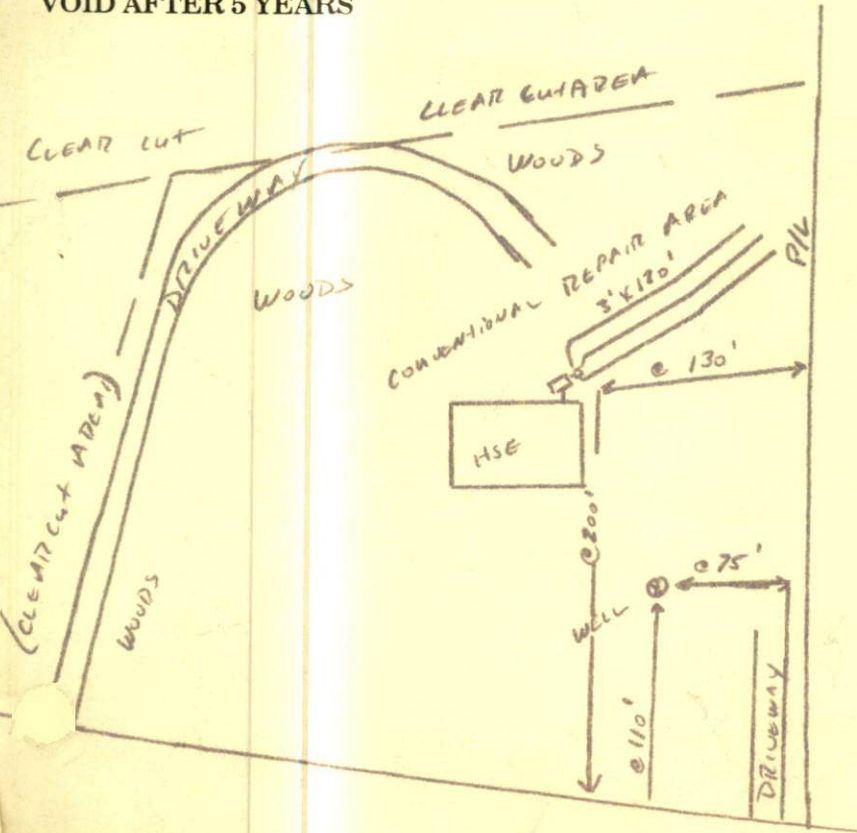 VOID AFTER 5 YEARS
CLEAR CUT
CLEAR CUT AREA
WOODS
DRIVEWAY
WOODS
CONVENTIONAL REPAIR AREA
3' x 120'
P/L
@ 130'
HSE
(CLEAR CUT AREA)
WOODS
@ 200'
@ 75'
WELL
@ 110'
DRIVEWAY